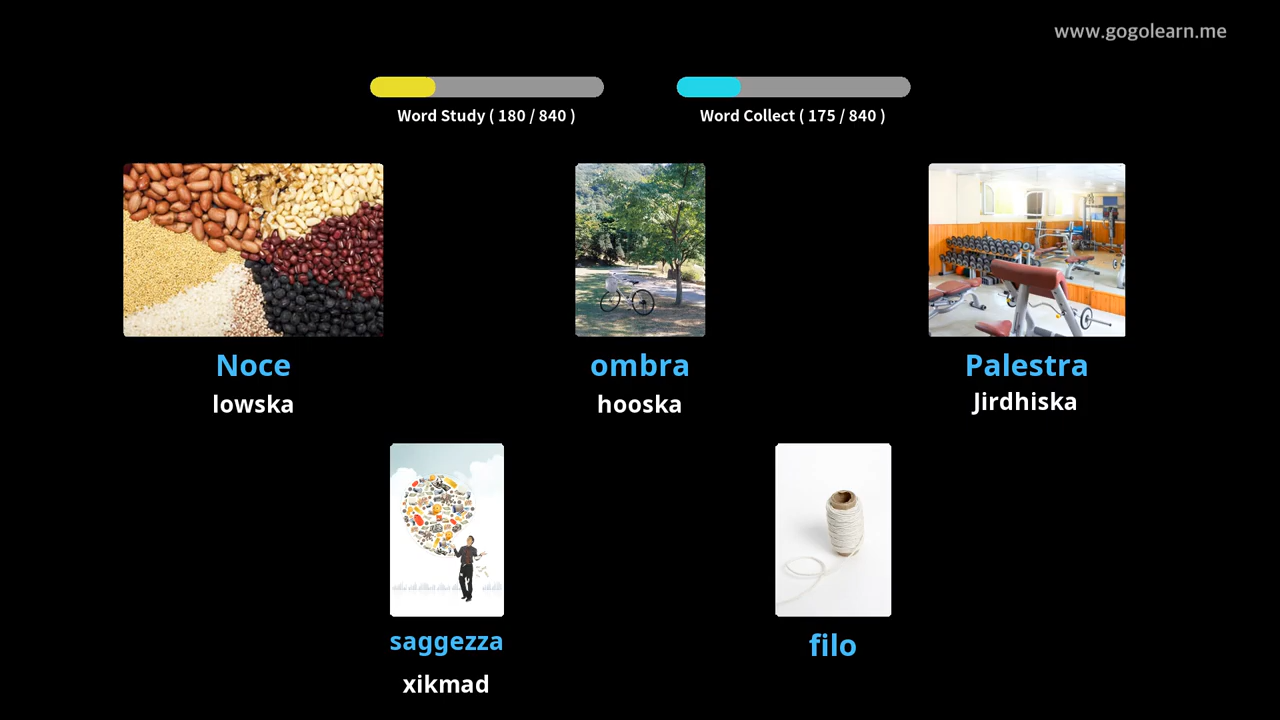 www.gogolearn.me
Word Study ( 180 / 840 )
Word Collect ( 175 / 840 )
Noce
lowska
ombra
hooska
Palestra
Jirdhiska
saggezza
xikmad
filo